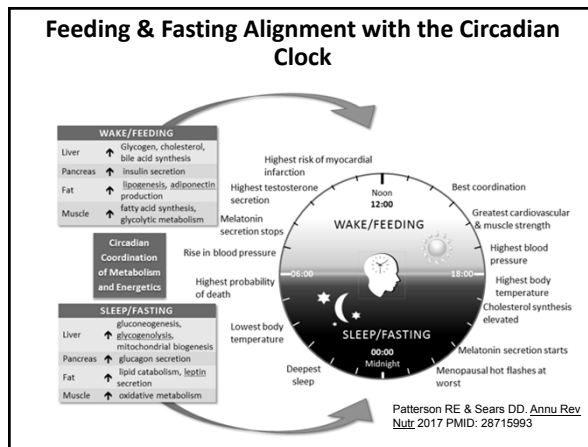 Feeding & Fasting Alignment with the Circadian
Clock
WAKE/FEEDING
Liver ↑ Glycogen, cholesterol,
bile acid synthesis
Pancreas ↑ insulin secretion
Fat ↑ lipogenesis, adiponectin
production
Muscle ↑ fatty acid synthesis,
glycolytic metabolism
Circadian
Coordination
of Metabolism
and Energetics
SLEEP/FASTING
Liver ↑ gluconeogenesis,
glycogenolysis,
mitochondrial biogenesis
Pancreas ↑ glucagon secretion
Fat ↑ lipid catabolism, leptin
secretion
Muscle ↑ oxidative metabolism
Highest risk of myocardial
infarction
Highest testosterone
secretion
Melatonin
secretion stops
Rise in blood pressure
Highest probability
of death
Lowest body
temperature
Deepest
sleep
Noon
12:00
WAKE/FEEDING
06:00
18:00
SLEEP/FASTING
00:00
Midnight
Best coordination
Greatest cardiovascular
& muscle strength
Highest blood
pressure
Highest body
temperature
Cholesterol synthesis
elevated
Melatonin secretion starts
Menopausal hot flashes at
worst
Patterson RE & Sears DD. Annu Rev
Nutr 2017 PMID: 28715993